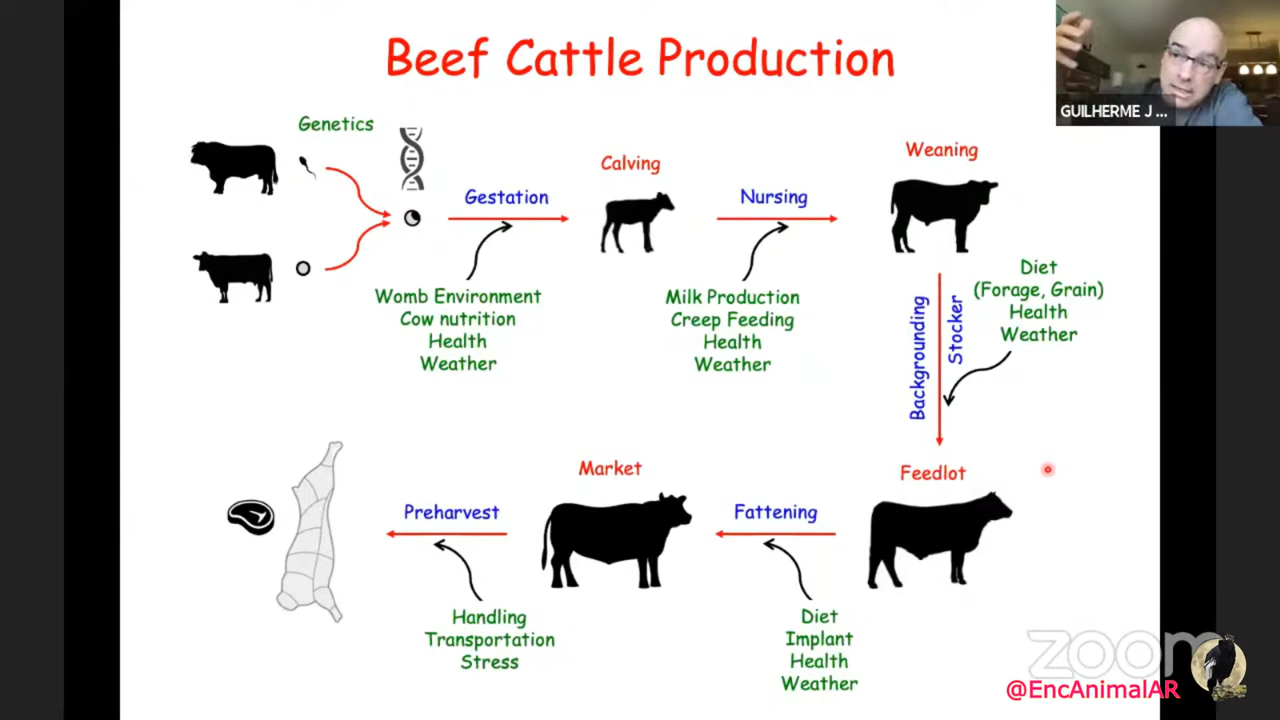 Beef Cattle Production
GUILHERME J ...
Genetics
Gestation
Womb Environment
Cow nutrition
Health
Weather
Calving
Nursing
Milk Production
Creep Feeding
Health
Weather
Weaning
Backgrounding
Stocker
Diet
(Forage, Grain)
Health
Weather
Feedlot
Fattening
Diet
Implant
Health
Weather
Market
Preharvest
Handling
Transportation
Stress
zoom
@EncAnimalAR